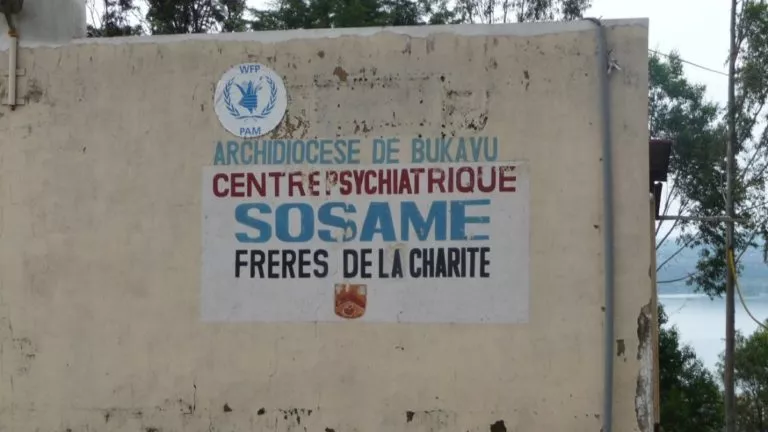 WFP
PAM
ARCHIDIOCESE DE BUKAVU
CENTRE PSYCHIATRIQUE
SOSAME
FRERES DE LA CHARITE